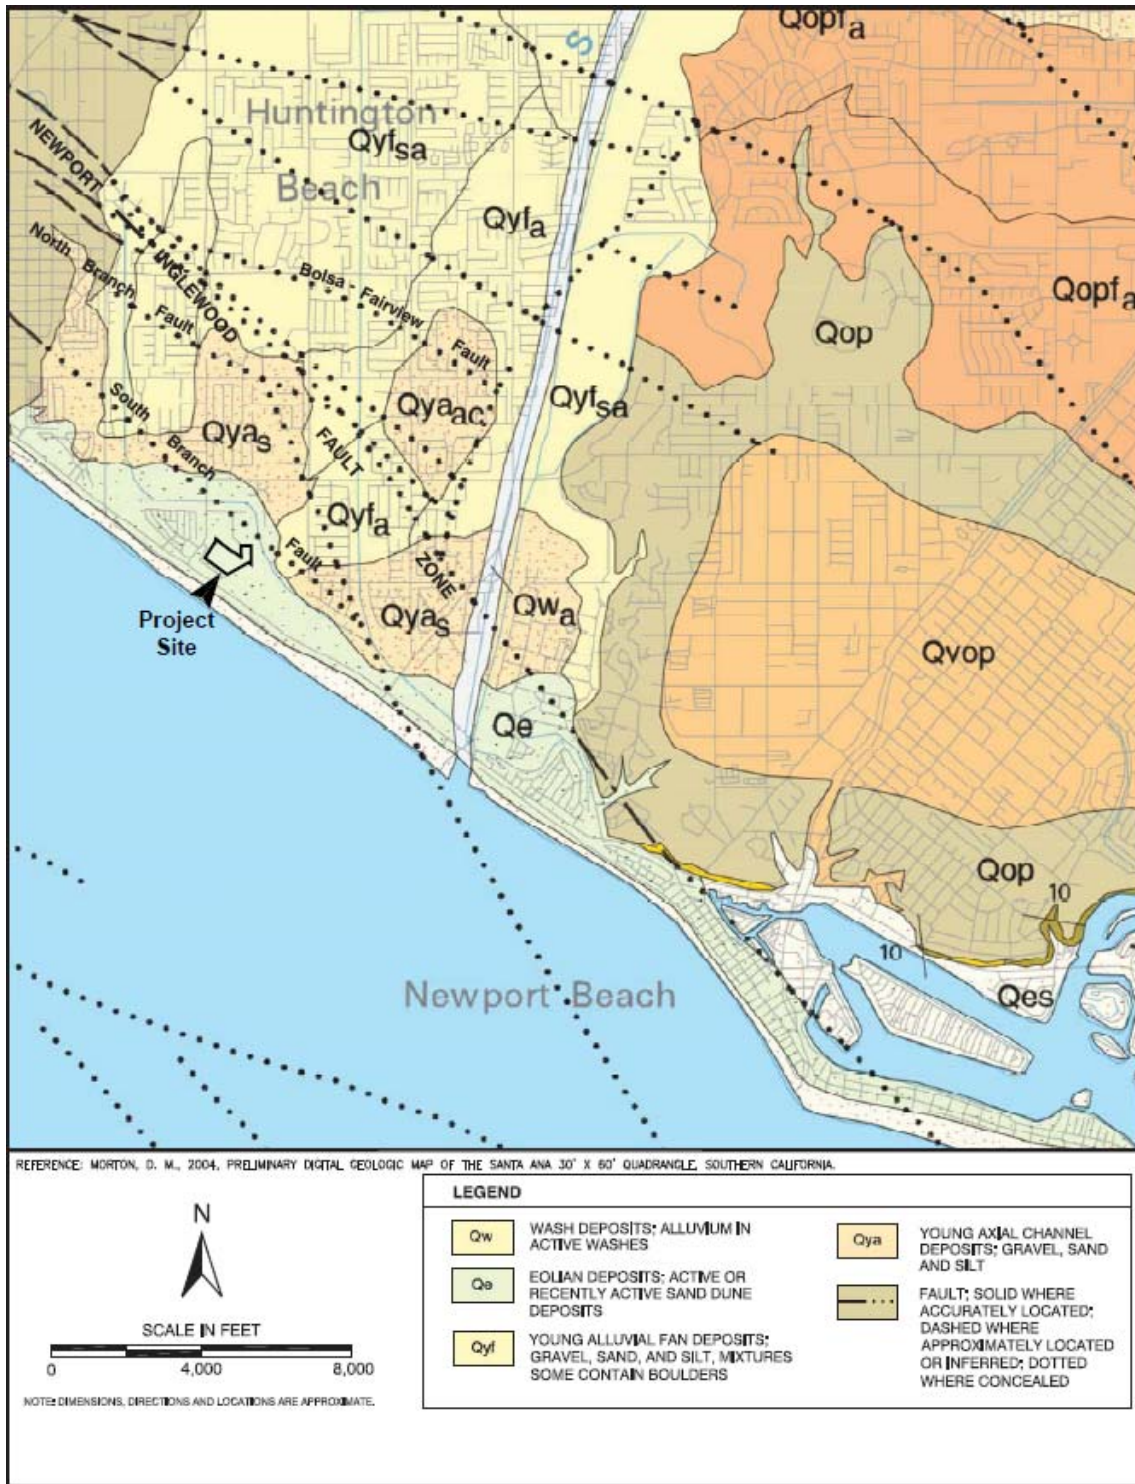 Qopfa
S
Huntington
Qyfsa
Beach
NEWPORT
Qyfa
North Branch Fault
INGLEWOOD
Bolsa - Fairview Fault
Qopfa
Qop
South Branch Fault
Qyas
Qyaac
Qyfsa
FAULT
Qyfa
ZONE
Project
Site
Qyas
Qwa
Qvop
Qe
Qop
10
10
Newport Beach
Qes
REFERENCE: MORTON, D. M., 2004, PRELIMINARY DIGITAL GEOLOGIC MAP OF THE SANTA ANA 30' X 60' QUADRANGLE, SOUTHERN CALIFORNIA.
N
SCALE IN FEET
0 4,000 8,000
NOTE: DIMENSIONS, DIRECTIONS AND LOCATIONS ARE APPROXIMATE.
LEGEND
Qw
WASH DEPOSITS; ALLUVIUM IN
ACTIVE WASHES
Qe
EOLIAN DEPOSITS; ACTIVE OR
RECENTLY ACTIVE SAND DUNE
DEPOSITS
Qyf
YOUNG ALLUVIAL FAN DEPOSITS;
GRAVEL, SAND, AND SILT, MIXTURES
SOME CONTAIN BOULDERS
Qya
YOUNG AXIAL CHANNEL
DEPOSITS; GRAVEL, SAND
AND SILT
FAULT; SOLID WHERE
ACCURATELY LOCATED;
DASHED WHERE
APPROXIMATELY LOCATED
OR INFERRED; DOTTED
WHERE CONCEALED